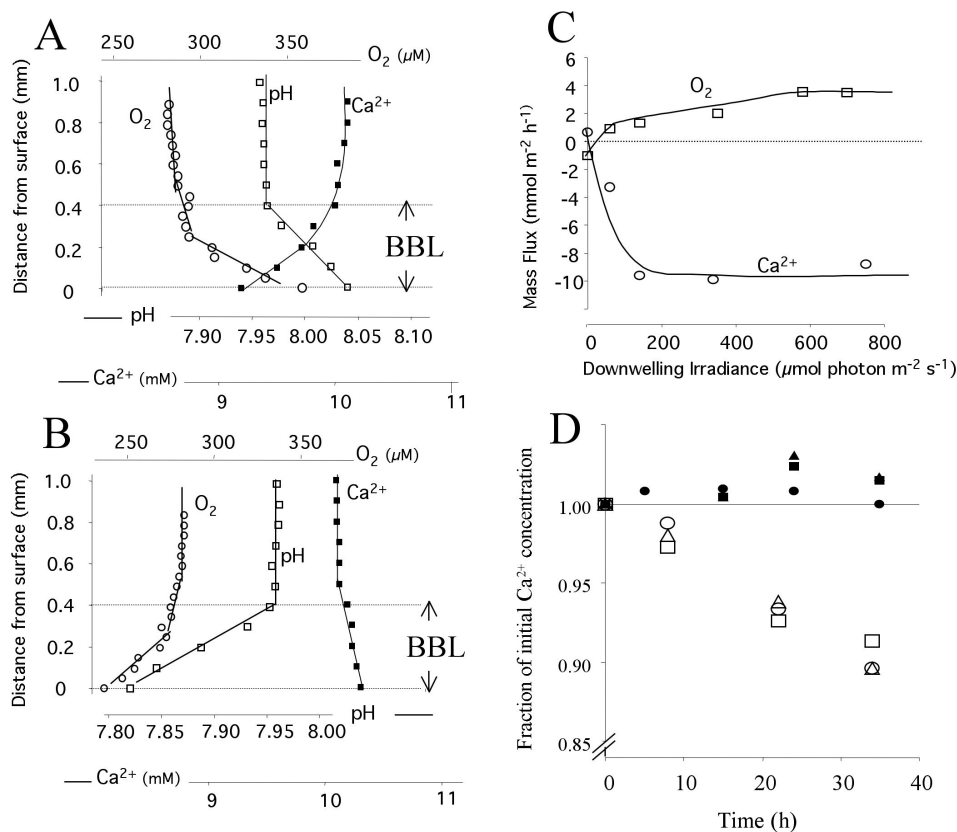 A
250 300 350
O2 (µM)
Distance from surface (mm)
1.0
0.8
0.6
0.4
0.2
0
O2
pH
Ca2+
BBL
pH
7.90 7.95 8.00 8.05 8.10
Ca2+ (mM)
9 10 11
B
250 300 350
O2 (µM)
Distance from surface (mm)
1.0
0.8
0.6
0.4
0.2
0
O2
pH
Ca2+
BBL
pH
7.80 7.85 7.90 7.95 8.00
Ca2+ (mM)
9 10 11
C
Mass Flux (mmol m-2 h-1)
6
4
2
0
-2
-4
-6
-8
-10
O2
Ca2+
0 200 400 600 800
Downwelling Irradiance (µmol photon m-2 s-1)
D
Fraction of initial Ca2+ concentration
1.00
0.95
0.90
0.85
0 10 20 30 40
Time (h)